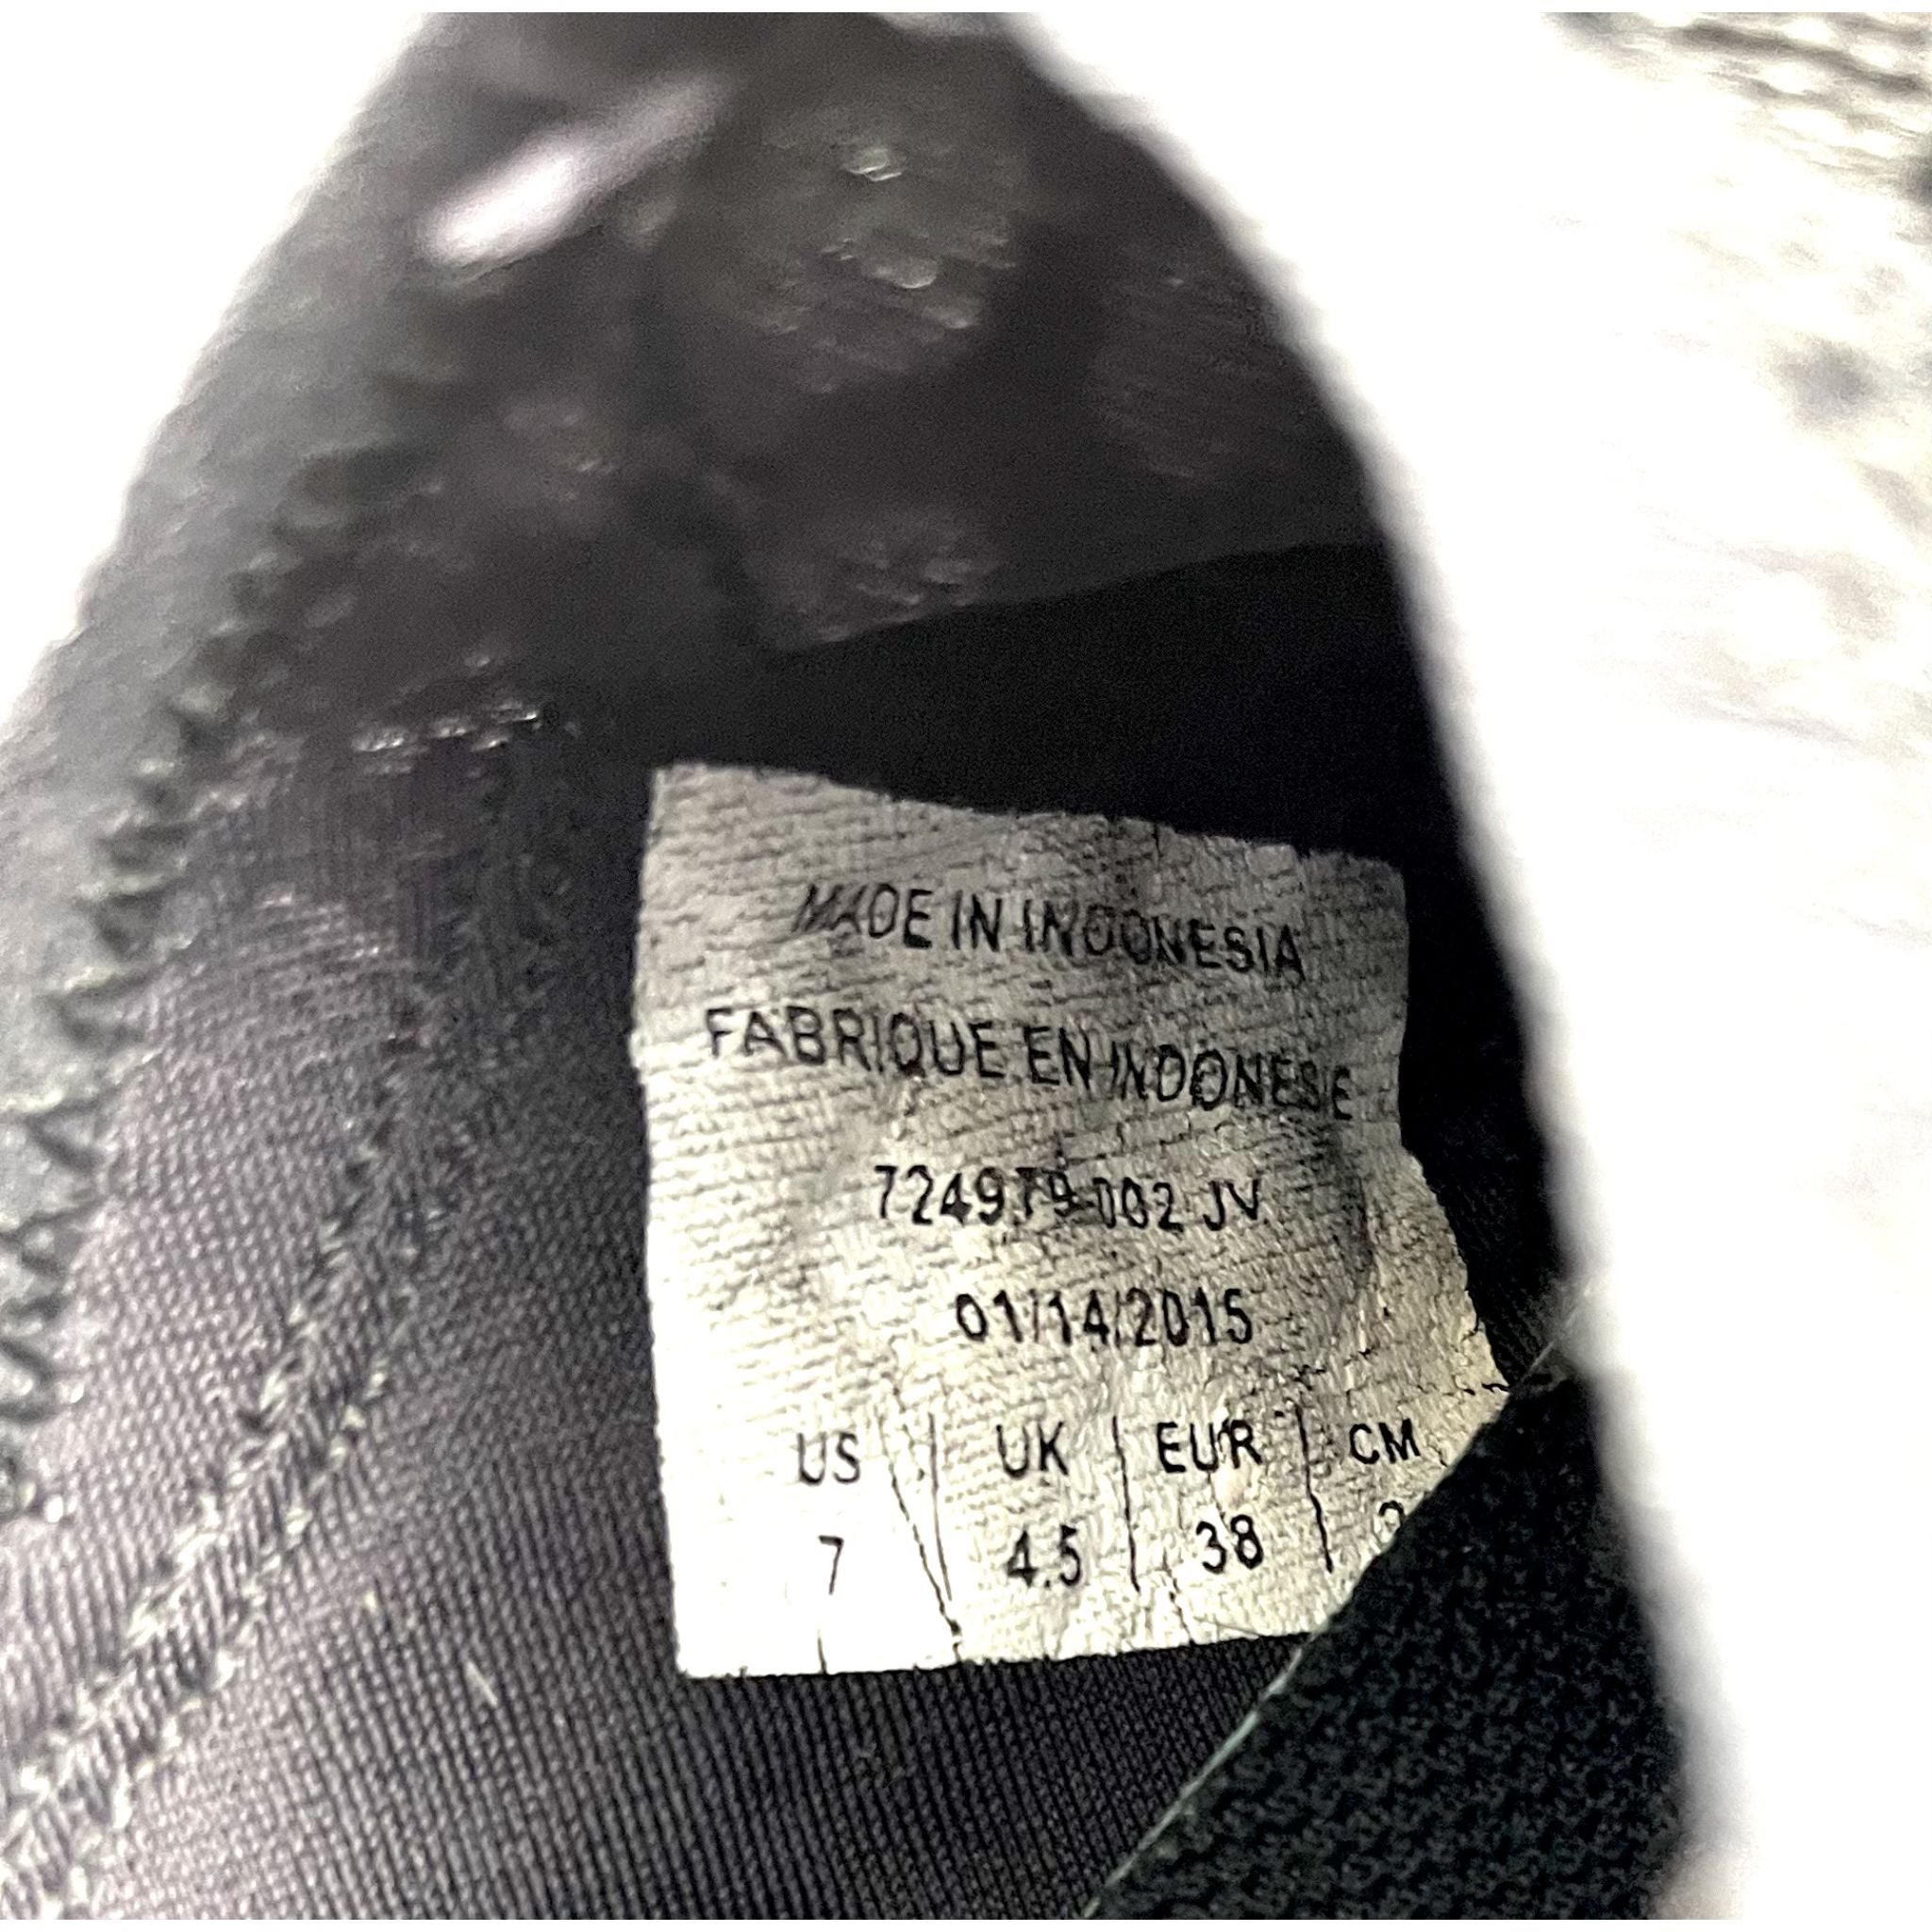 MADE IN INDONESIA
FABRIQUE EN INDONESIE
724979-002 JV
01/14/2015
US | UK | EUR | CM
7 | 4.5 | 38 |